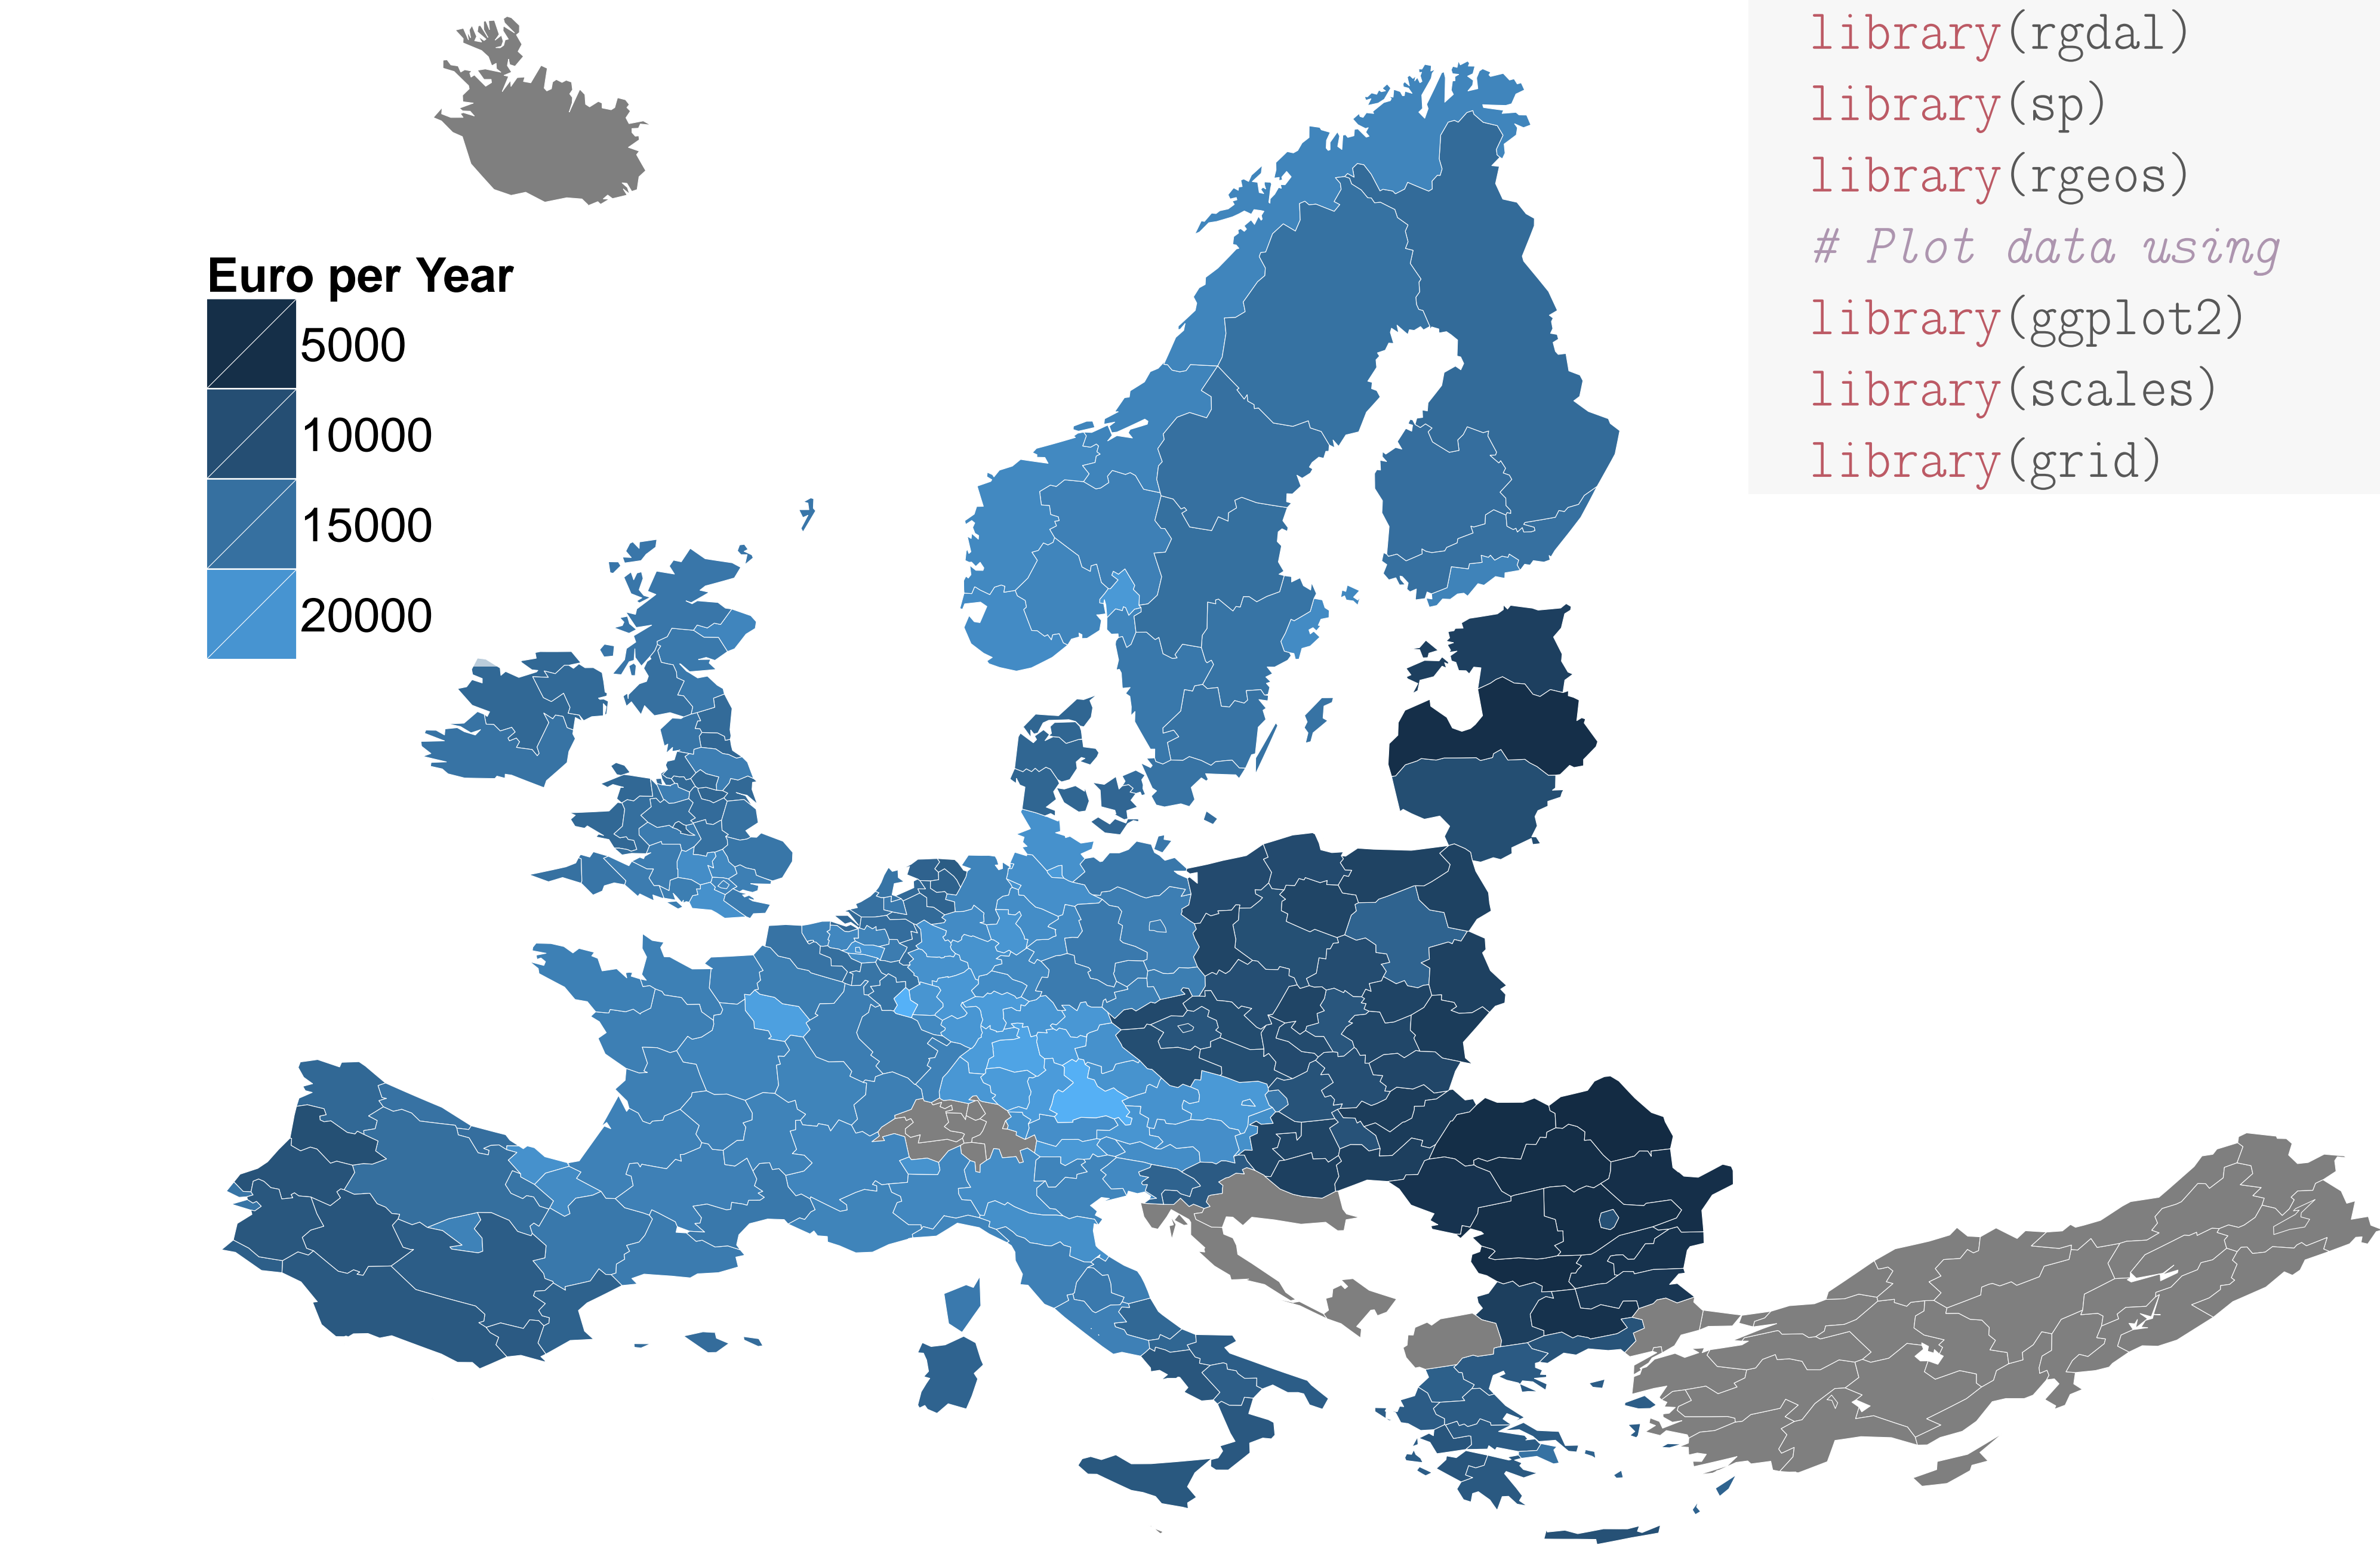 library(rgdal)
library(sp)
library(rgeos)
# Plot data using
library(ggplot2)
library(scales)
library(grid)
Euro per Year
5000
10000
15000
20000